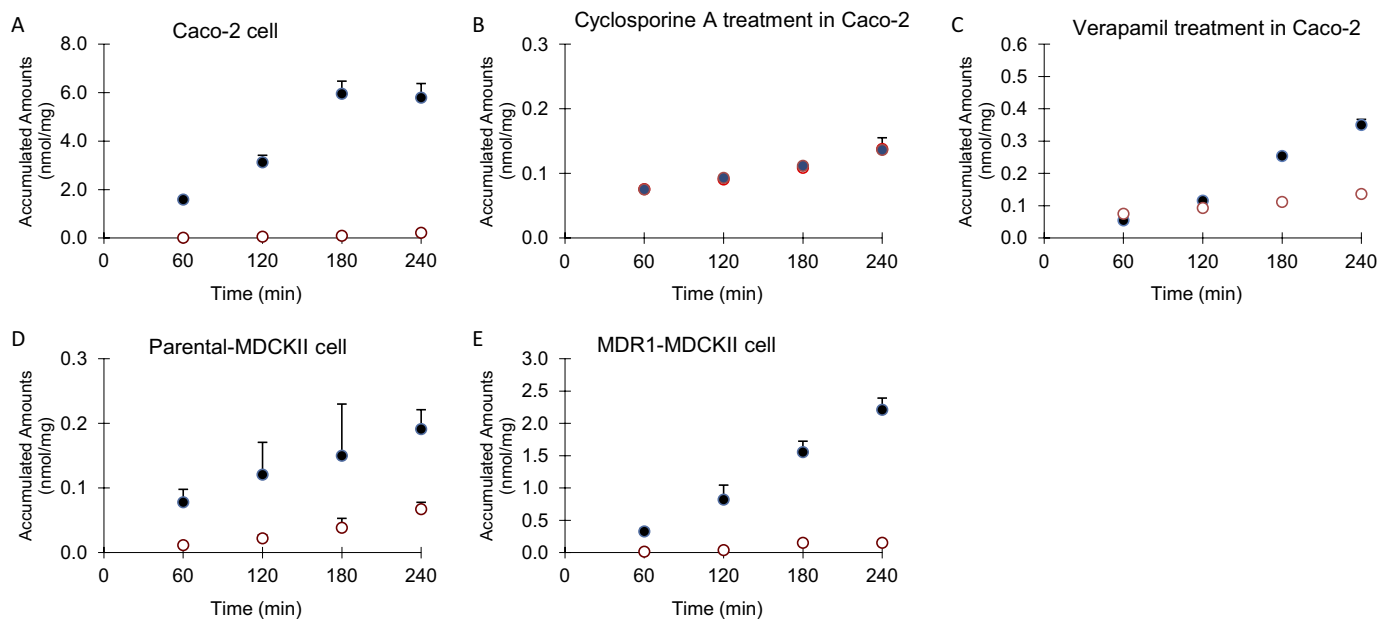 A
Caco-2 cell
8.0
6.0
4.0
2.0
0.0
0
60
120
180
240
Accumulated Amounts
(nmol/mg)
Time (min)
B
Cyclosporine A treatment in Caco-2
0.3
0.2
0.1
0.0
0
60
120
180
240
Accumulated Amounts
(nmol/mg)
Time (min)
C
Verapamil treatment in Caco-2
0.6
0.5
0.4
0.3
0.2
0.1
0.0
0
60
120
180
240
Accumulated Amounts
(nmol/mg)
Time (min)
D
Parental-MDCKII cell
0.3
0.2
0.1
0.0
0
60
120
180
240
Accumulated Amounts
(nmol/mg)
Time (min)
E
MDR1-MDCKII cell
3.0
2.5
2.0
1.5
1.0
0.5
0.0
0
60
120
180
240
Accumulated Amounts
(nmol/mg)
Time (min)